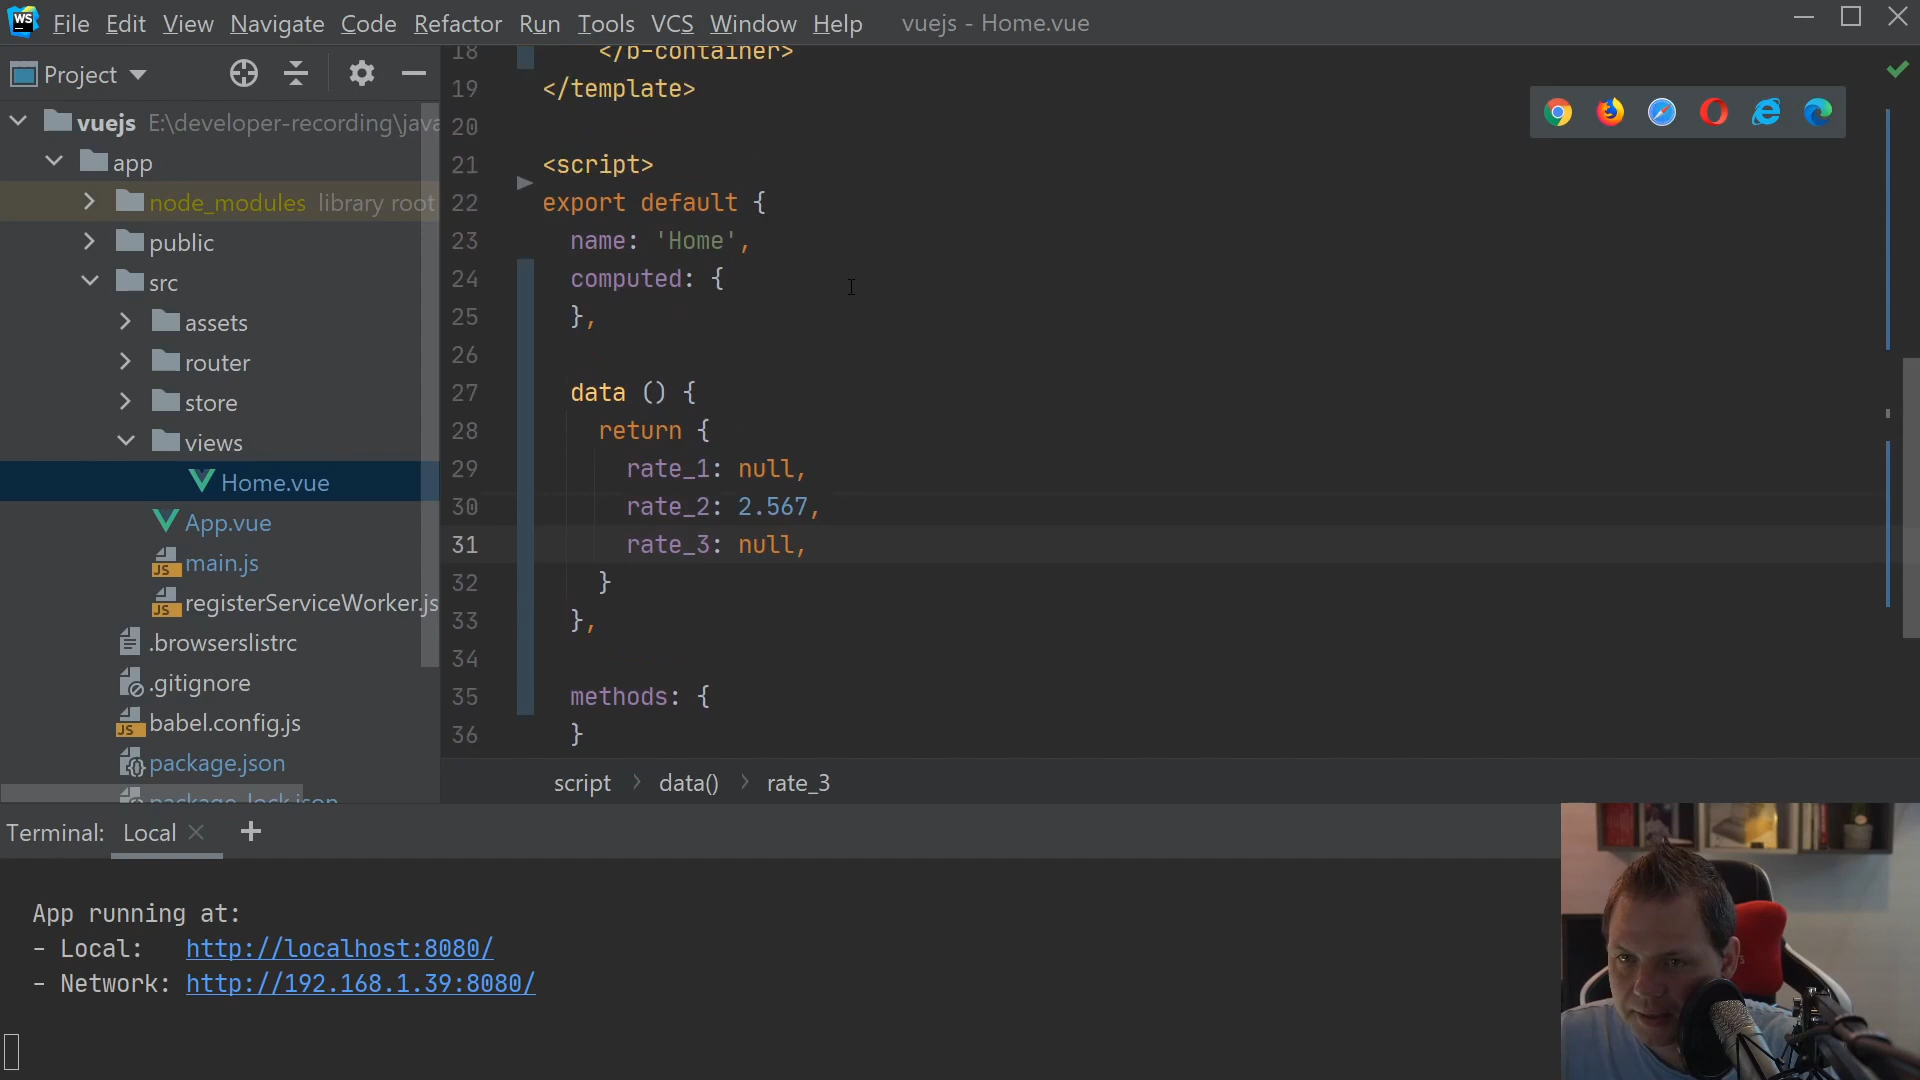 WS File Edit View Navigate Code Refactor Run Tools VCS Window Help vuejs - Home.vue
Project
vuejs E:\developer-recording\java
app
node_modules library root
public
src
assets
router
store
views
Home.vue
App.vue
JS main.js
JS registerServiceWorker.js
.browserslistrc
.gitignore
JS babel.config.js
package.json
package-lock.json
18 </b-container>
19 </template>
20
21 <script>
22 export default {
23 name: 'Home',
24 computed: {
25 },
26
27 data () {
28 return {
29 rate_1: null,
30 rate_2: 2.567,
31 rate_3: null,
32 }
33 },
34
35 methods: {
36 }
script > data() > rate_3
Terminal: Local × +
App running at:
- Local: http://localhost:8080/
- Network: http://192.168.1.39:8080/